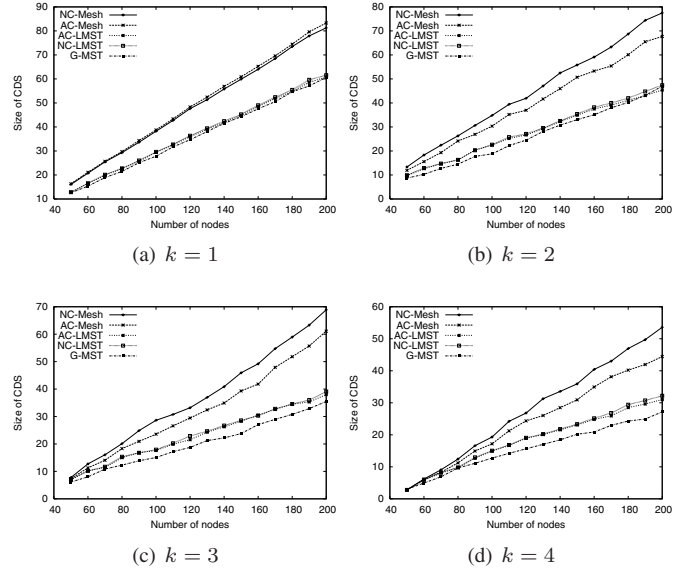 NC-Mesh
AC-Mesh
AC-LMST
NC-LMST
G-MST
Size of CDS
90
80
70
60
50
40
30
20
10
40 60 80 100 120 140 160 180 200
Number of nodes
(a) k = 1
NC-Mesh
AC-Mesh
AC-LMST
NC-LMST
G-MST
Size of CDS
80
70
60
50
40
30
20
10
0
40 60 80 100 120 140 160 180 200
Number of nodes
(b) k = 2
NC-Mesh
AC-Mesh
AC-LMST
NC-LMST
G-MST
Size of CDS
70
60
50
40
30
20
10
0
40 60 80 100 120 140 160 180 200
Number of nodes
(c) k = 3
NC-Mesh
AC-Mesh
AC-LMST
NC-LMST
G-MST
Size of CDS
60
50
40
30
20
10
0
40 60 80 100 120 140 160 180 200
Number of nodes
(d) k = 4